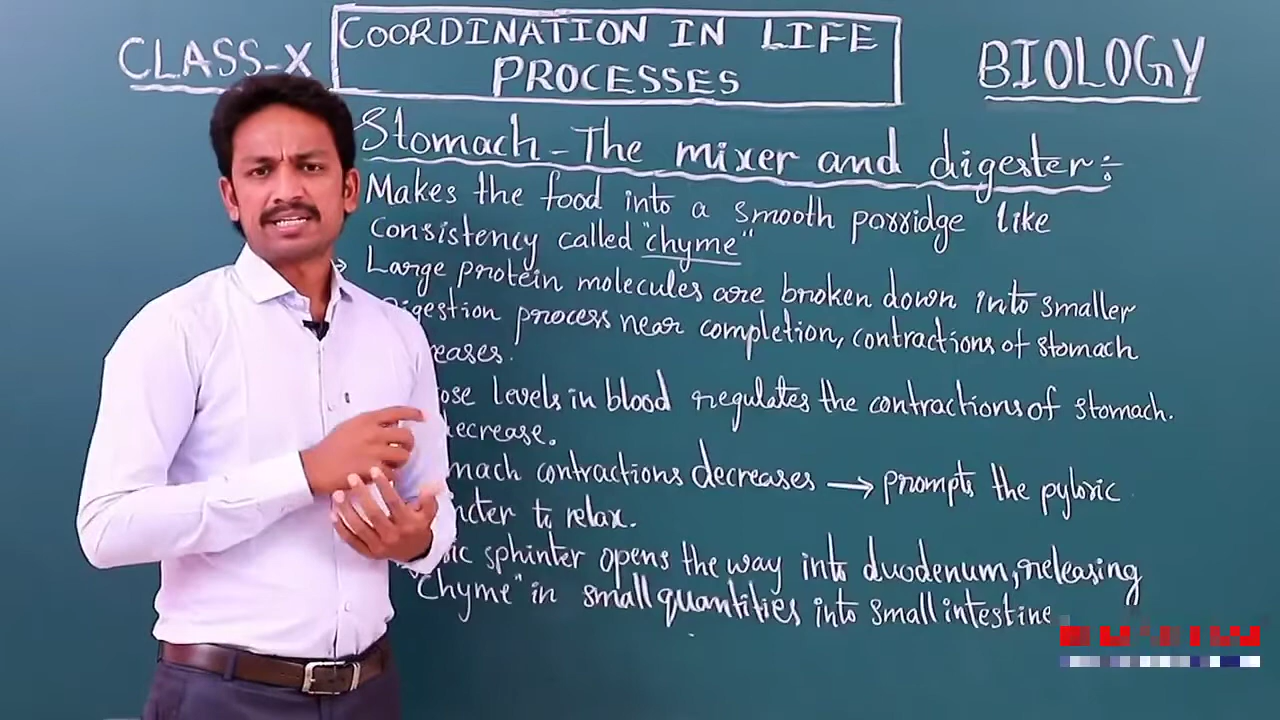 CLASS-X
COORDINATION IN LIFE
PROCESSES
BIOLOGY
Stomach - The mixer and digester:-
Makes the food into a smooth porridge like
consistency called "chyme"
Large protein molecules are broken down into smaller
process near completion, contractions of stomach
levels in blood regulates the contractions of stomach.
contractions decreases → prompts the pyloric
to relax.
sphinter opens the way into duodenum, releasing
"Chyme" in small quantities into small intestine